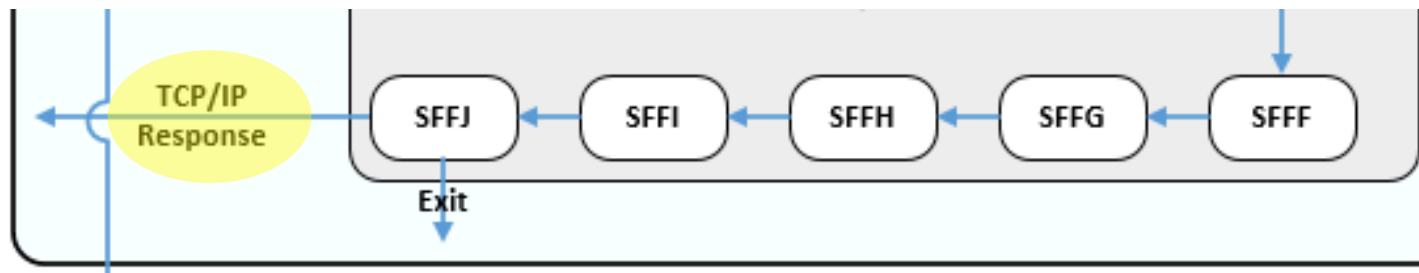 TCP/IP
Response
SFFJ
SFFI
SFFH
SFFG
SFFF
Exit